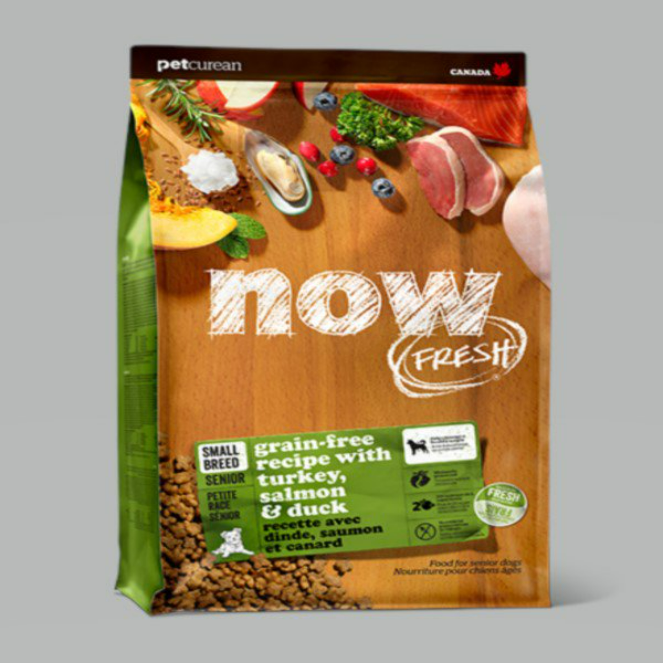 petcurean
CANADA
now
FRESH
SMALL
BREED
SENIOR
PETITE
RACE
SENIOR
grain-free
recipe with
turkey,
salmon
& duck
recette avec
dinde, saumon
et canard
FRESH
Food for senior dogs
Nourriture pour chiens âgés